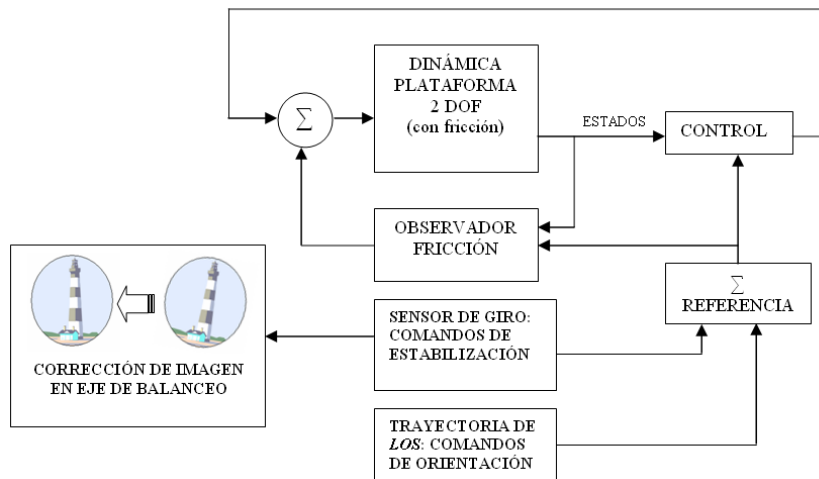 DINÁMICA
PLATAFORMA
2 DOF
(con fricción)
Σ
ESTADOS
CONTROL
OBSERVADOR
FRICCIÓN
Σ
REFERENCIA
SENSOR DE GIRO:
COMANDOS DE
ESTABILIZACIÓN
CORRECCIÓN DE IMAGEN
EN EJE DE BALANCEO
TRAYECTORIA DE
LOS: COMANDOS
DE ORIENTACIÓN